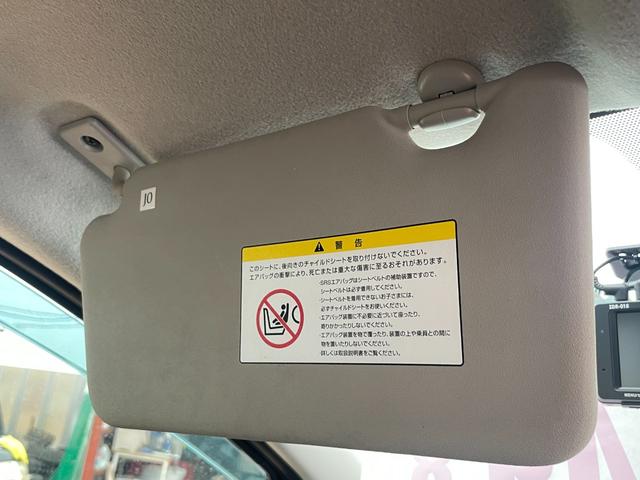 JO
警告
このシートに、後向きのチャイルドシートを取り付けないでください。
エアバッグの衝撃により、死亡または重大な傷害に至るおそれがあります。
・SRSエアバッグはシートベルトの補助装置ですので、
シートベルトは必ず着用してください。
・シートベルトを着用できないお子さまには、
必ずチャイルドシートをお使いください。
・エアバッグ装置に不必要に近づいて座ったり、
寄りかかったりしないでください。
・エアバッグ装置を物で覆ったり、装置の上や乗員との間に
物を置いたりしないでください。
・詳しくは取扱説明書をご覧ください。
ZDR-015